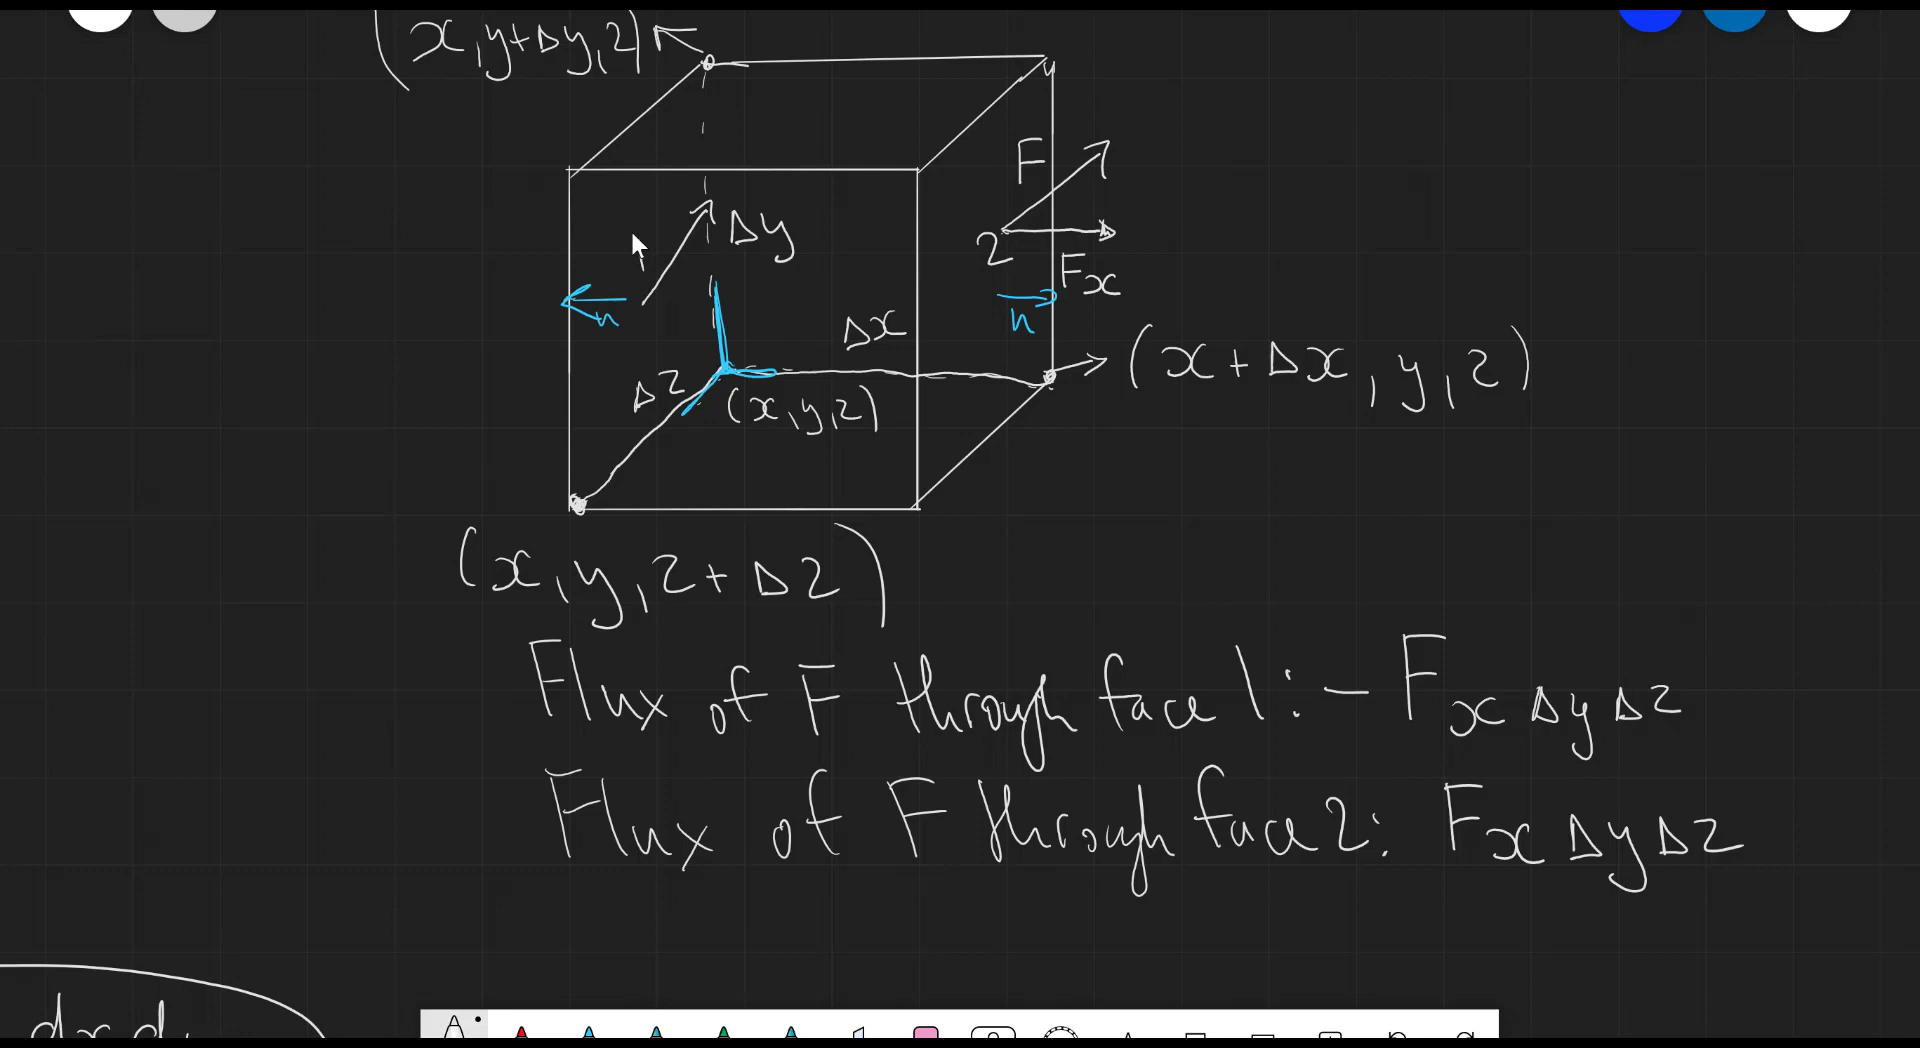 (x, y+Δy, z)
F
Δy
1
2
Fx
n
n
Δx
(x+Δx, y, z)
Δz
(x, y, z)
(x, y, z+Δz)
Flux of F through face 1: - Fx Δy Δz
Flux of F through face 2: Fx Δy Δz